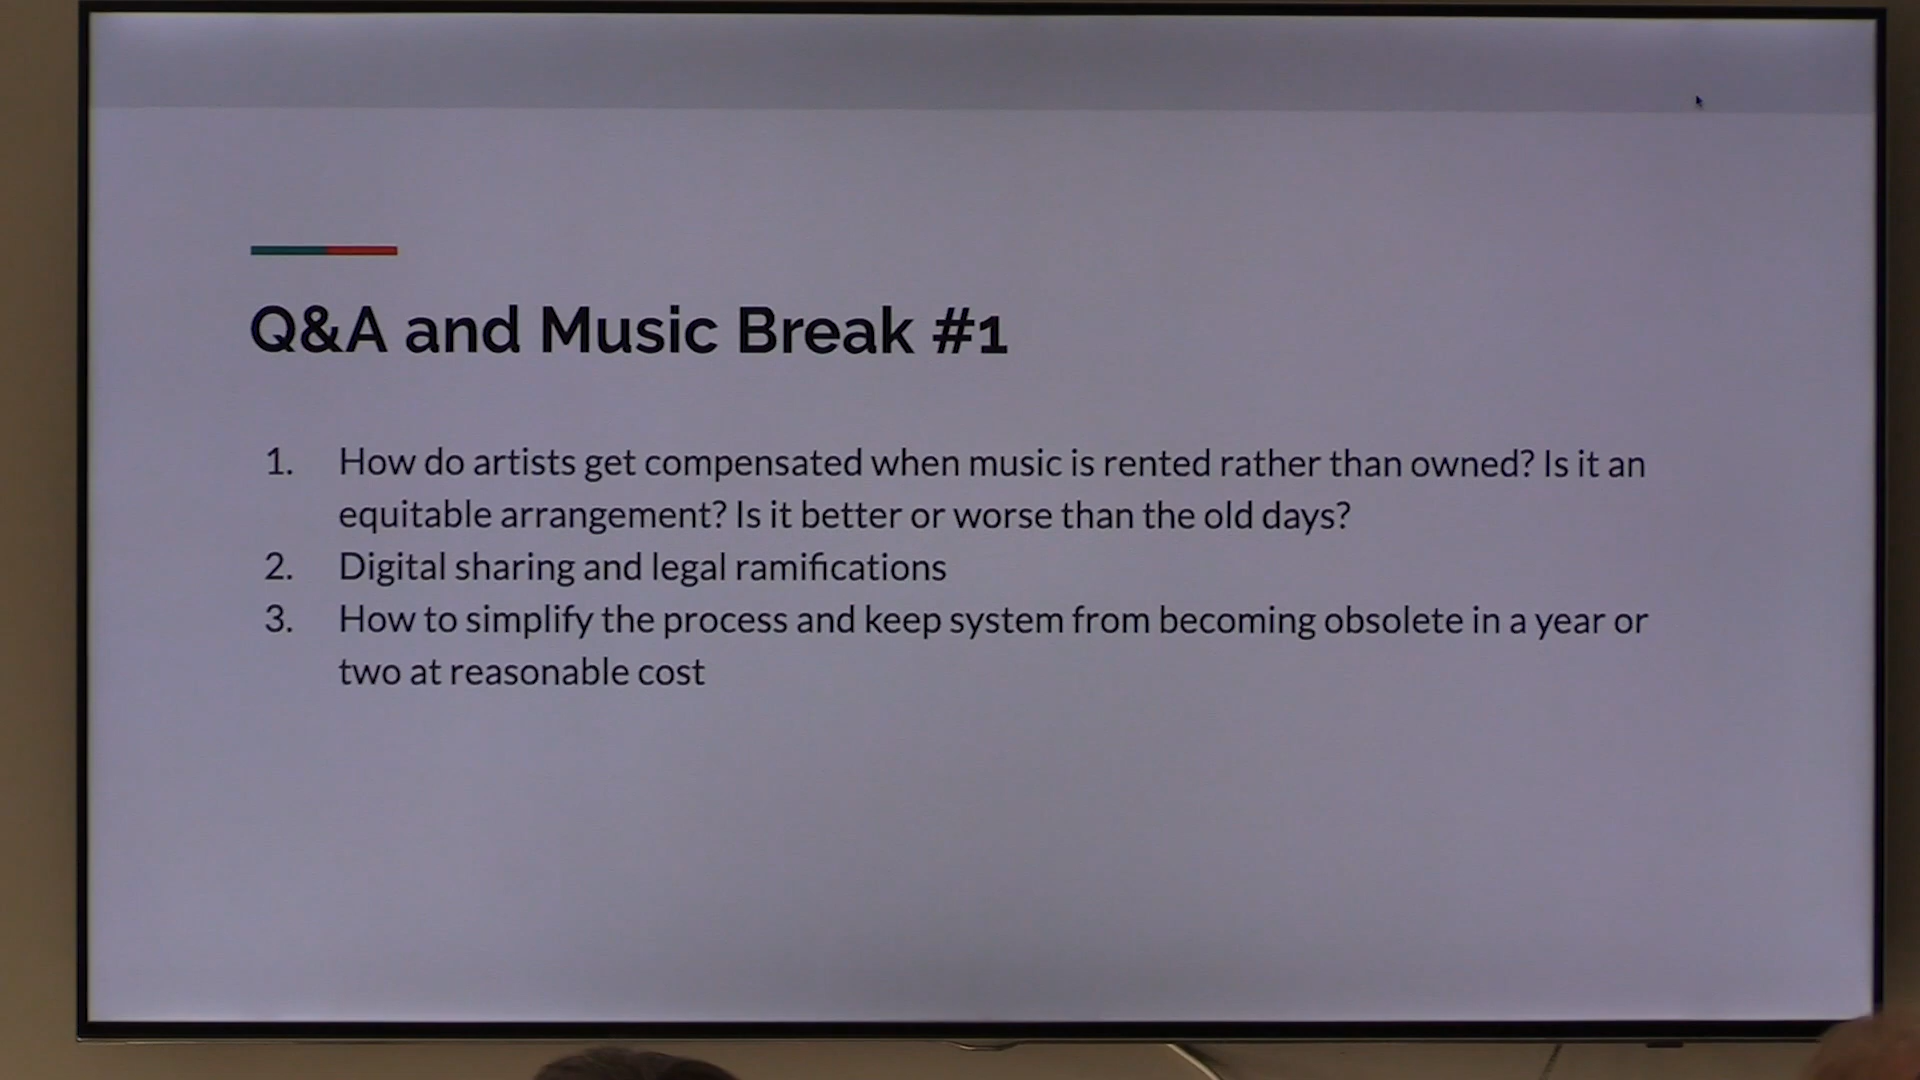 Q&A and Music Break #1
1. How do artists get compensated when music is rented rather than owned? Is it an
equitable arrangement? Is it better or worse than the old days?
2. Digital sharing and legal ramifications
3. How to simplify the process and keep system from becoming obsolete in a year or
two at reasonable cost